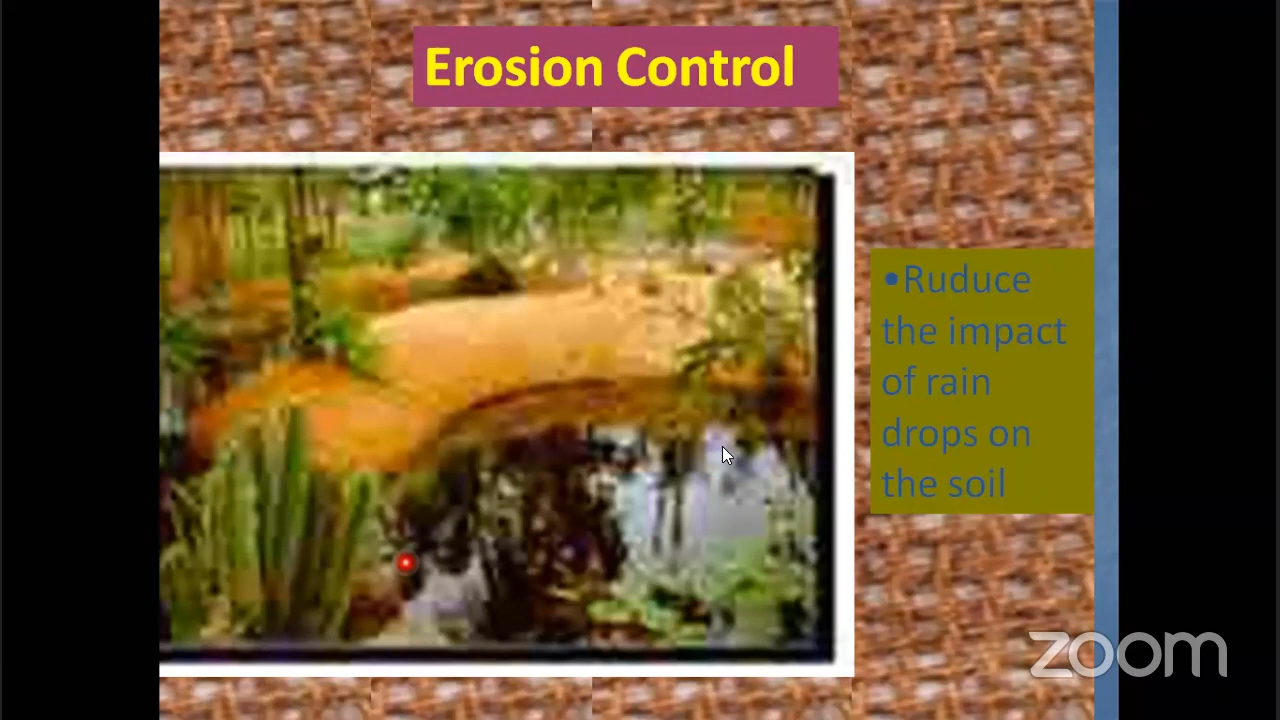 Erosion Control
•Ruduce
the impact
of rain
drops on
the soil
zoom